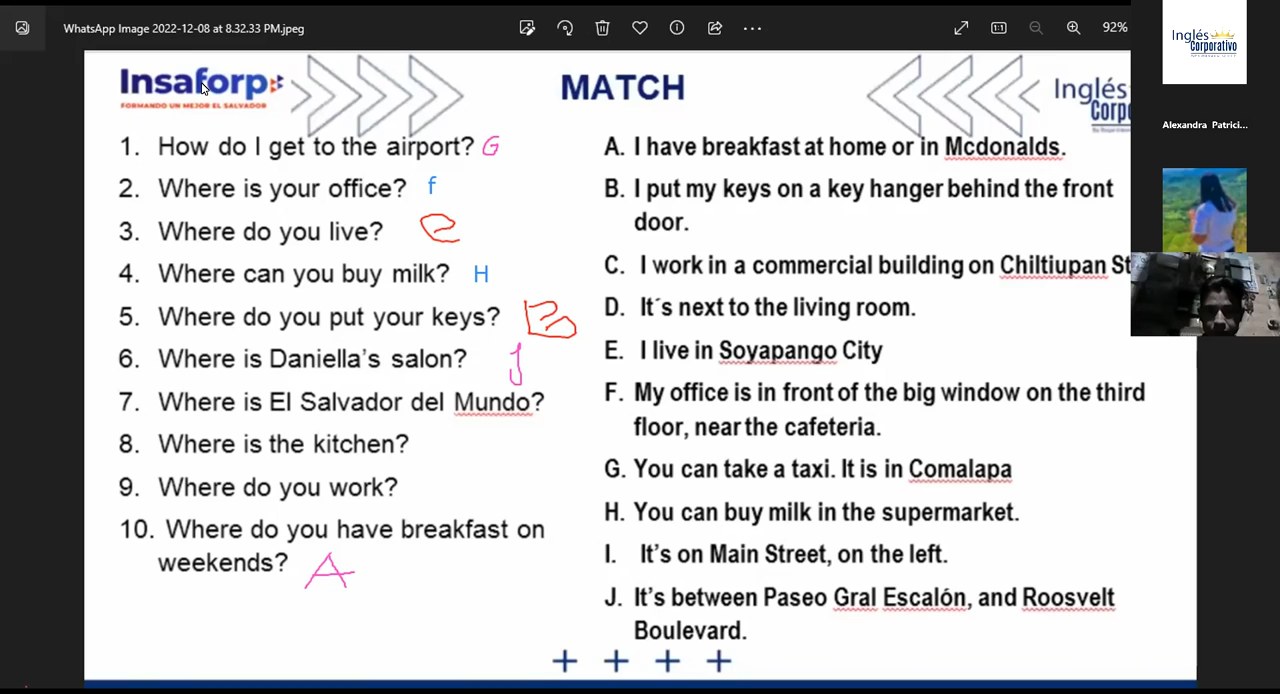 WhatsApp Image 2022-12-08 at 8.32.33 PM.jpeg
92%
Inglés
Corporativo
Alexandra Patrici...
Insaforp
FORMANDO UN MEJOR EL SALVADOR
MATCH
Inglés
Corp
1. How do I get to the airport? G
2. Where is your office? f
3. Where do you live? e
4. Where can you buy milk? H
5. Where do you put your keys? B
6. Where is Daniella's salon? J
7. Where is El Salvador del Mundo?
8. Where is the kitchen?
9. Where do you work?
10. Where do you have breakfast on
weekends? A
A. I have breakfast at home or in Mcdonalds.
B. I put my keys on a key hanger behind the front
door.
C. I work in a commercial building on Chiltiupan St
D. It´s next to the living room.
E. I live in Soyapango City
F. My office is in front of the big window on the third
floor, near the cafeteria.
G. You can take a taxi. It is in Comalapa
H. You can buy milk in the supermarket.
I. It's on Main Street, on the left.
J. It's between Paseo Gral Escalón, and Roosvelt
Boulevard.